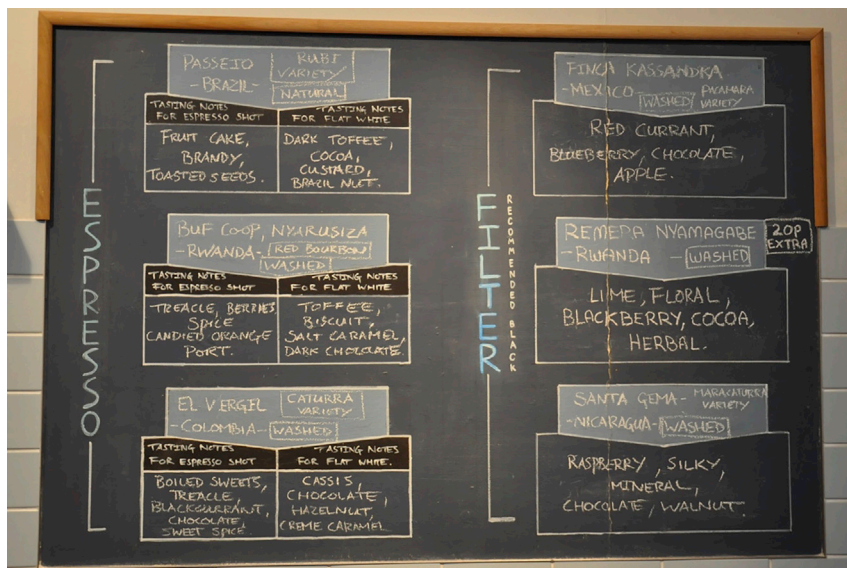 ESPRESSO
PASSEIO
-BRAZIL-
RUBI
VARIETY
NATURAL
TASTING NOTES
FOR ESPRESSO SHOT
FRUIT CAKE,
BRANDY,
TOASTED SEEDS.
TASTING NOTES
FOR FLAT WHITE
DARK TOFFEE,
COCOA,
CUSTARD,
BRAZIL NUT.
BUF COOP, NYARUSIZA
-RWANDA-
RED BOURBON
WASHED
TASTING NOTES
FOR ESPRESSO SHOT
TREACLE, BERRIES
SPICE
CANDIED ORANGE
PORT.
TASTING NOTES
FOR FLAT WHITE
TOFFEE,
BISCUIT,
SALT CARAMEL,
DARK CHOCOLATE.
EL VERGEL
-COLOMBIA-
CATURRA
VARIETY
WASHED
TASTING NOTES
FOR ESPRESSO SHOT
BOILED SWEETS,
TREACLE,
BLACKCURRANT,
CHOCOLATE,
SWEET SPICE.
TASTING NOTES
FOR FLAT WHITE.
CASSIS,
CHOCOLATE,
HAZELNUT,
CREME CARAMEL
FILTER
RECOMMENDED BLACK
FINCA KASSANDRA
-MEXICO-
WASHED
PACAMARA
VARIETY
RED CURRANT,
BLUEBERRY, CHOCOLATE,
APPLE.
REMERA NYAMAGABE
-RWANDA -
WASHED
20P
EXTRA
LIME, FLORAL,
BLACKBERRY, COCOA,
HERBAL.
SANTA GEMA-
MARACATURRA
VARIETY
-NICARAGUA-
WASHED
RASPBERRY, SILKY,
MINERAL,
CHOCOLATE, WALNUT.